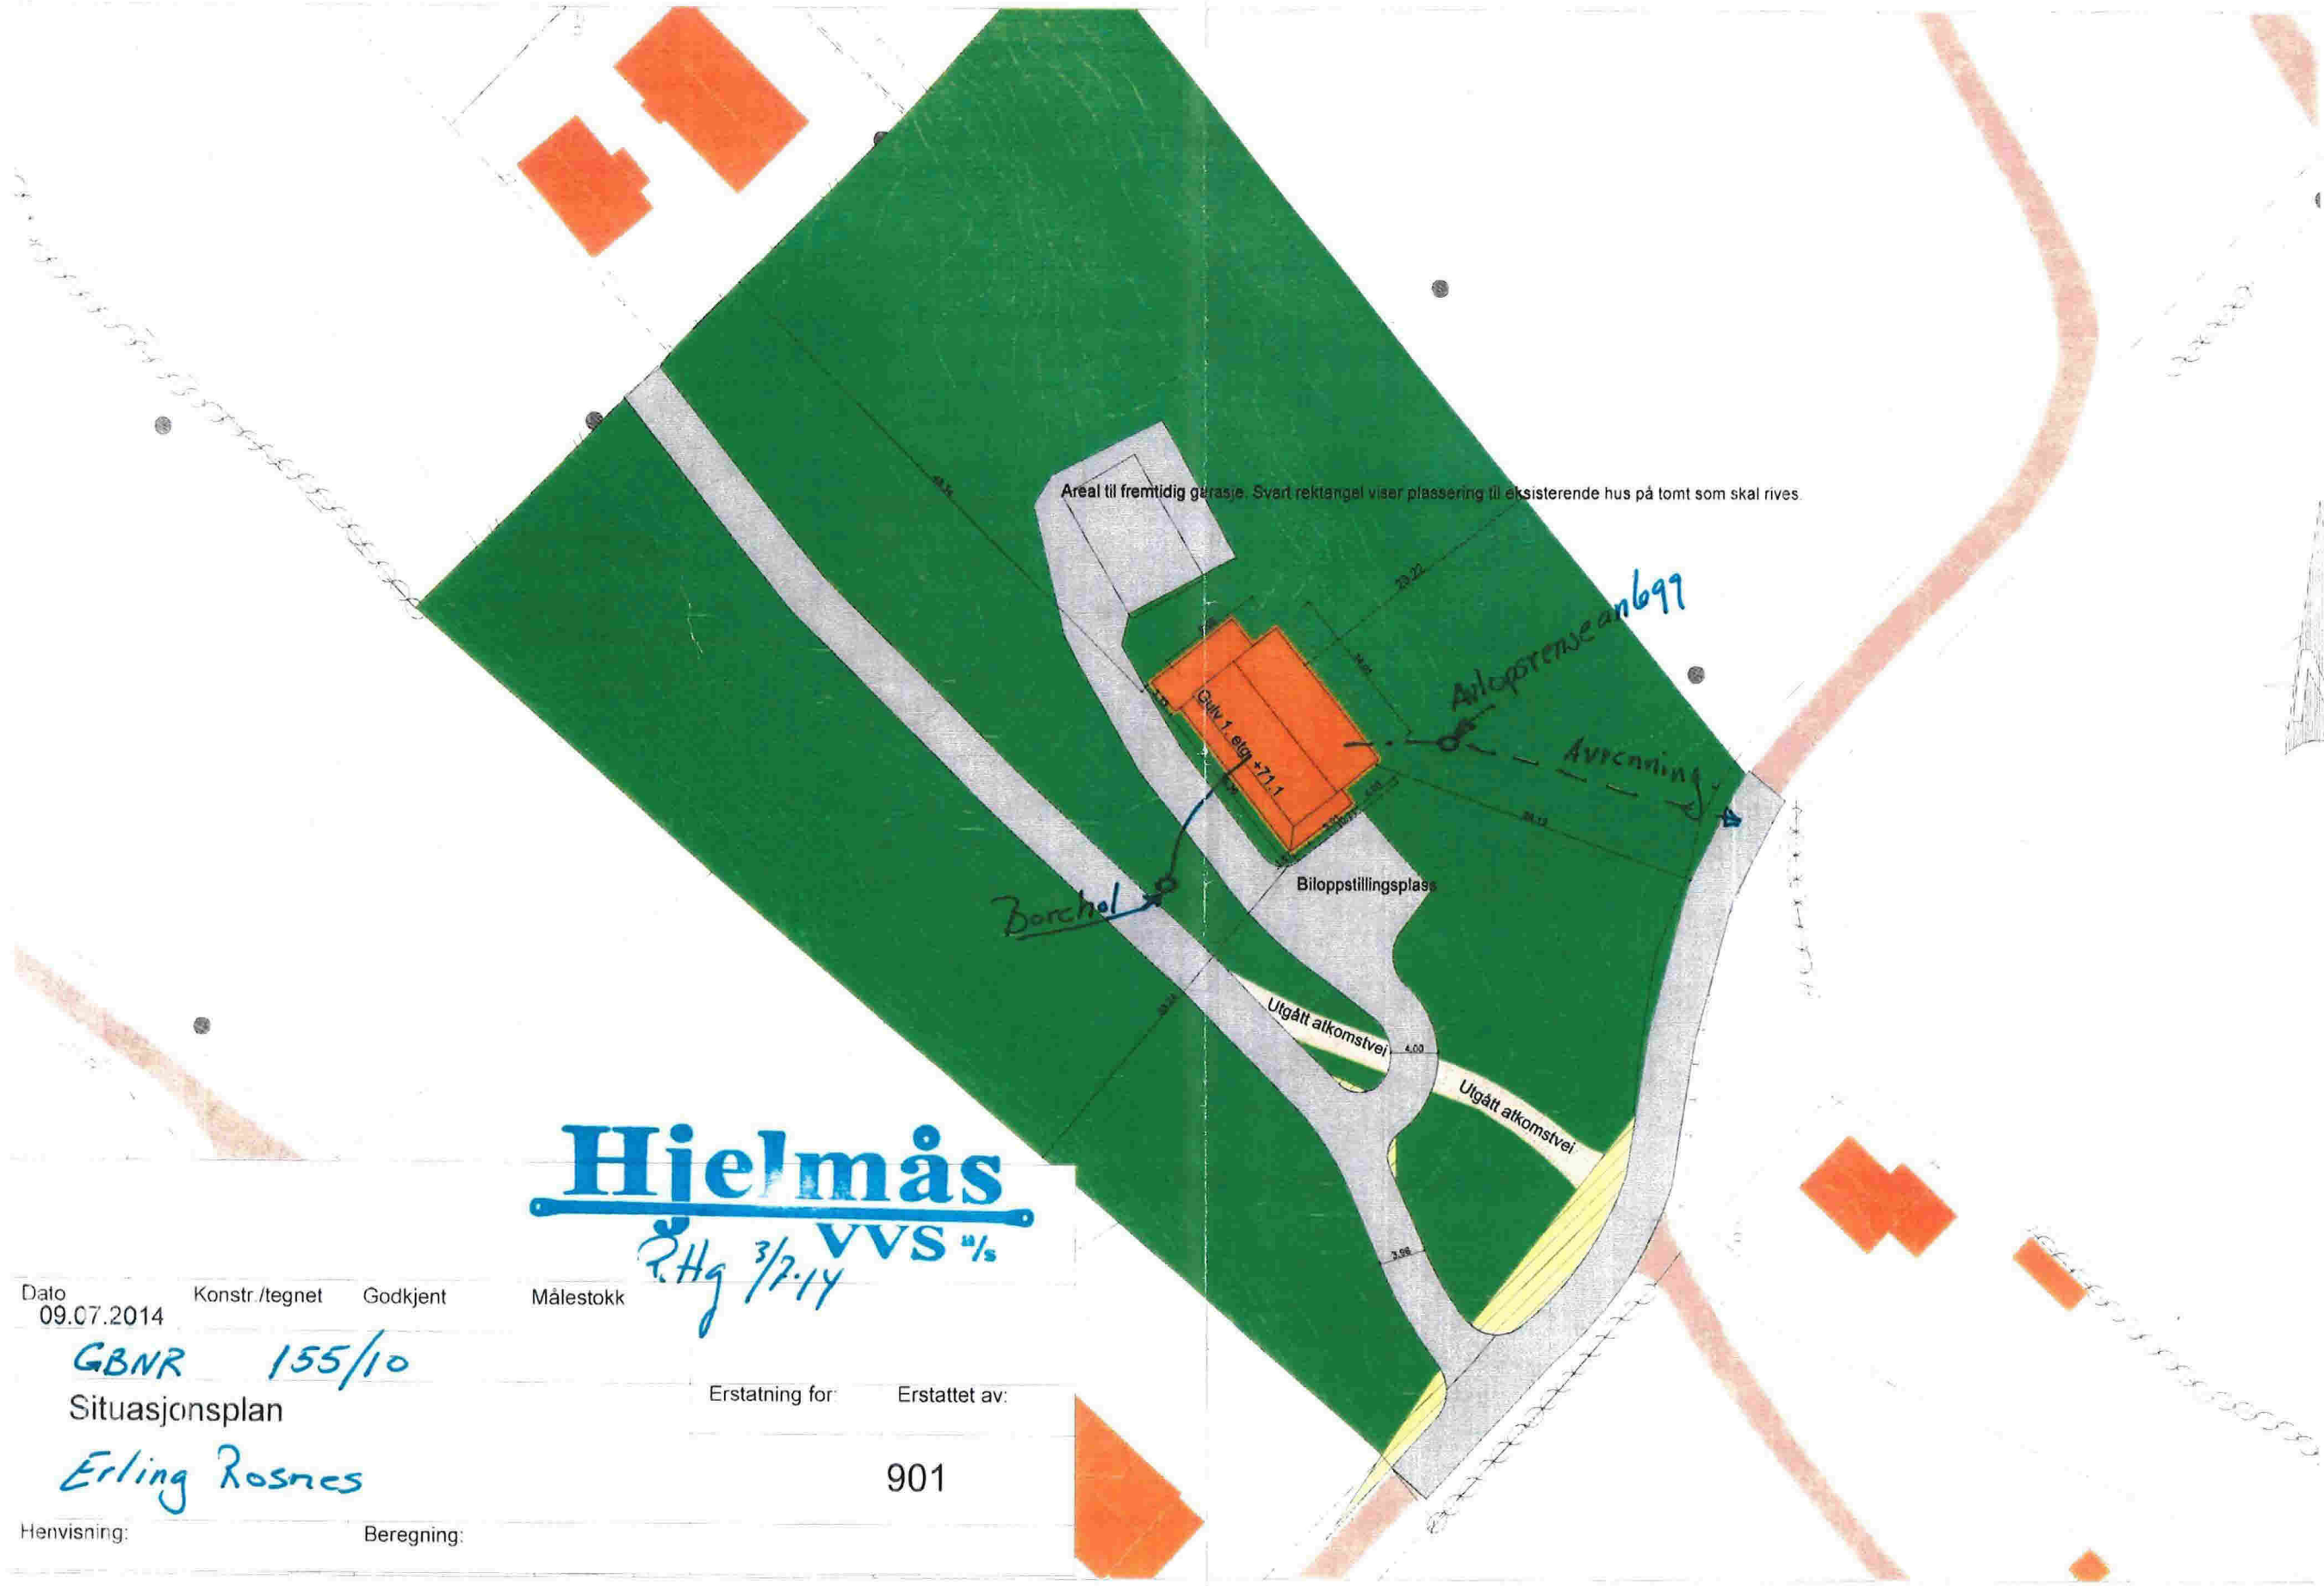 Areal til fremtidig garasje. Svart rektangel viser plassering til eksisterende hus på tomt som skal rives.
29.22
Avløpsrenseanlegg
Avrenning
Gulv 1. etg. +71.1
Borehol
Biloppstillingsplass
Utgått atkomstvei
4.00
Utgått atkomstvei
3.98
Hjelmås
VVS a/s
3/7-14
Dato
Konstr./tegnet
Godkjent
Målestokk
09.07.2014
GBNR 155/10
Situasjonsplan
Erstatning for:
Erstattet av:
Erling Rosnes
901
Henvisning:
Beregning: